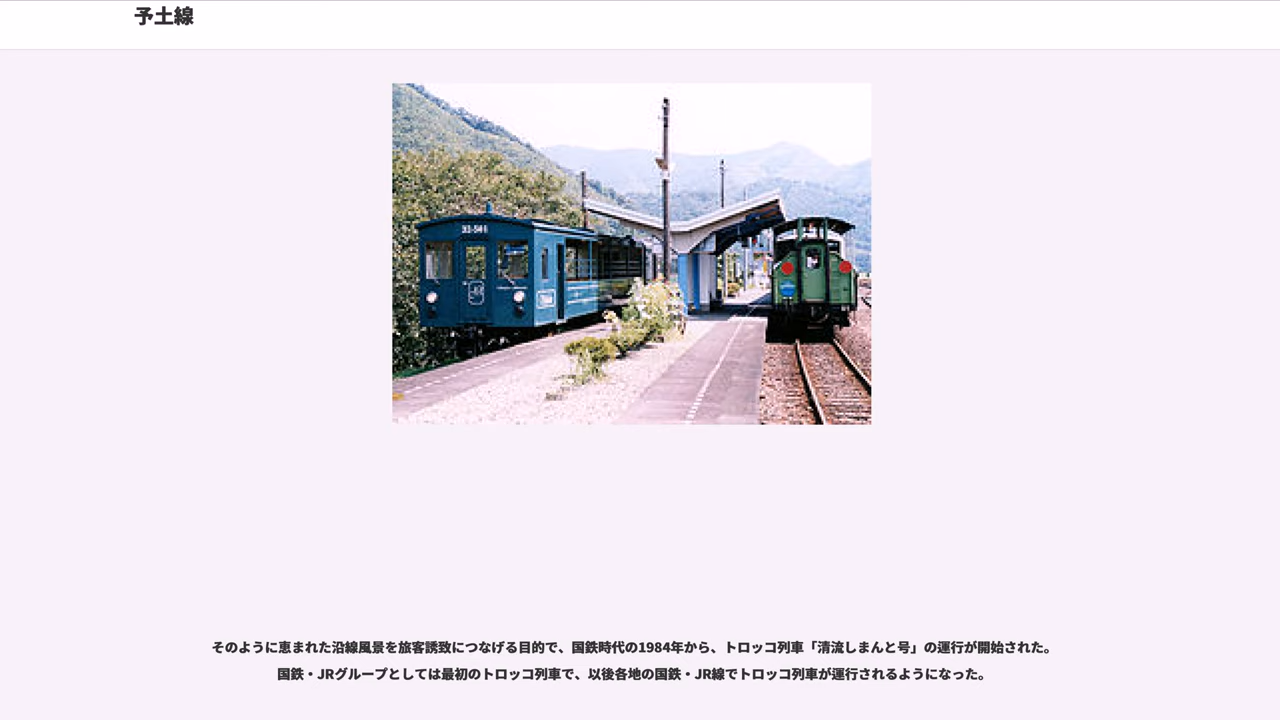 予土線
32-501
JR
そのように恵まれた沿線風景を旅客誘致につなげる目的で、国鉄時代の1984年から、トロッコ列車「清流しまんと号」の運行が開始された。
国鉄・JRグループとしては最初のトロッコ列車で、以後各地の国鉄・JR線でトロッコ列車が運行されるようになった。